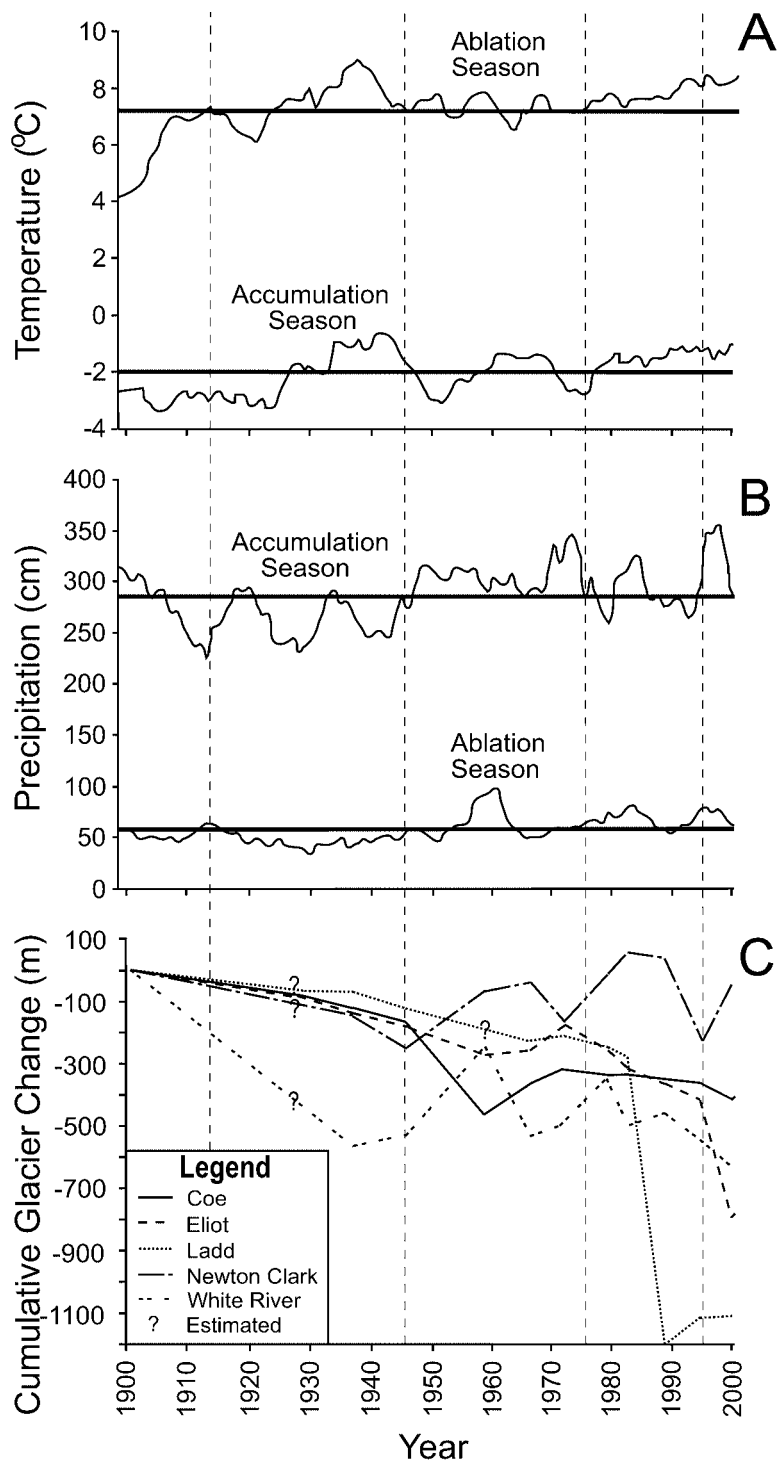 A
Temperature (ºC)
10
8
6
4
2
0
-2
-4
Ablation
Season
Accumulation
Season
B
Precipitation (cm)
400
350
300
250
200
150
100
50
0
Accumulation
Season
Ablation
Season
C
Cumulative Glacier Change (m)
100
-100
-300
-500
-700
-900
-1100
?
?
?
?
Legend
Coe
Eliot
Ladd
Newton Clark
White River
? Estimated
1900
1910
1920
1930
1940
1950
1960
1970
1980
1990
2000
Year